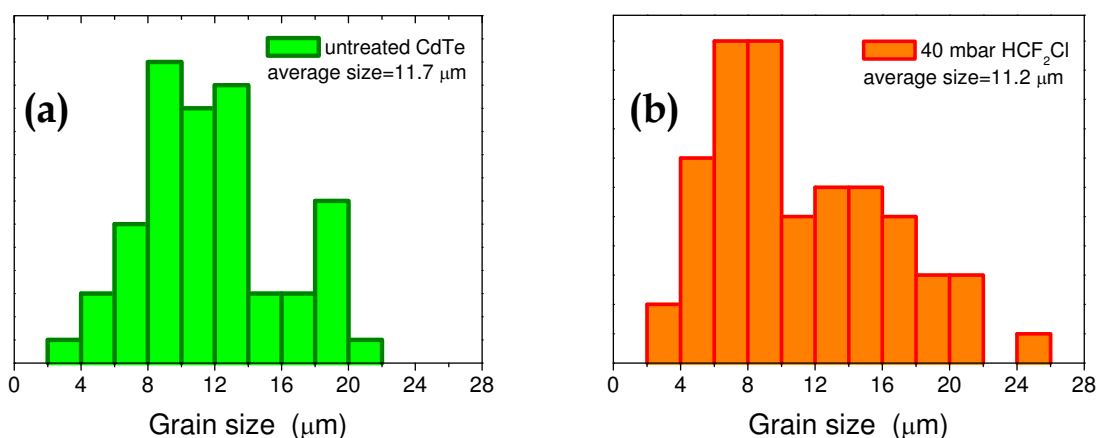 (a)
untreated CdTe
average size=11.7 μm
0 4 8 12 16 20 24 28
Grain size (μm)
(b)
40 mbar HCF₂Cl
average size=11.2 μm
0 4 8 12 16 20 24 28
Grain size (μm)